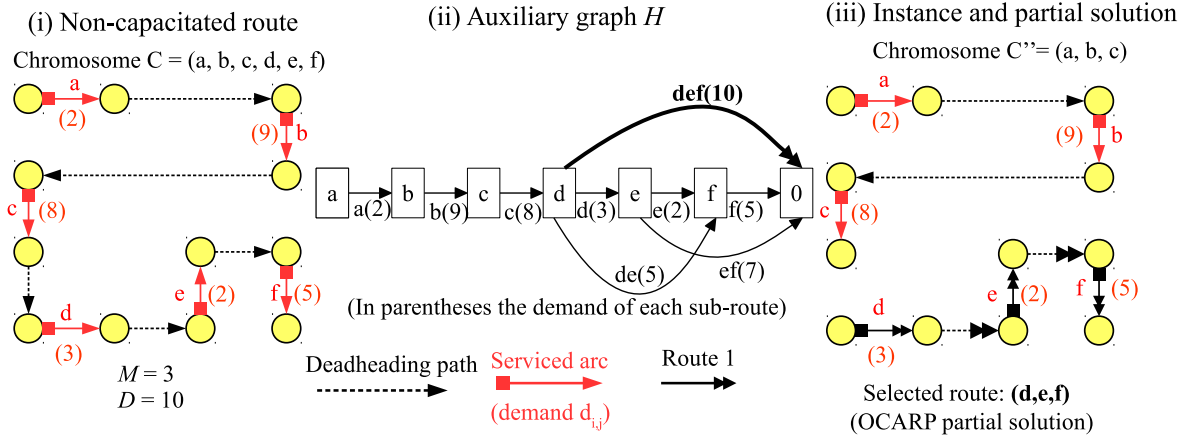 (i) Non-capacitated route
Chromosome C = (a, b, c, d, e, f)
a
(2)
(9)
b
c
(8)
d
(3)
e
(2)
f
(5)
M = 3
D = 10
(ii) Auxiliary graph H
def(10)
a
b
c
d
e
f
0
a(2)
b(9)
c(8)
d(3)
e(2)
f(5)
de(5)
ef(7)
(In parentheses the demand of each sub-route)
Deadheading path
Serviced arc
(demand d_{i,j})
Route 1
(iii) Instance and partial solution
Chromosome C''= (a, b, c)
a
(2)
(9)
b
c
(8)
d
(3)
e
(2)
f
(5)
Selected route: (d,e,f)
(OCARP partial solution)